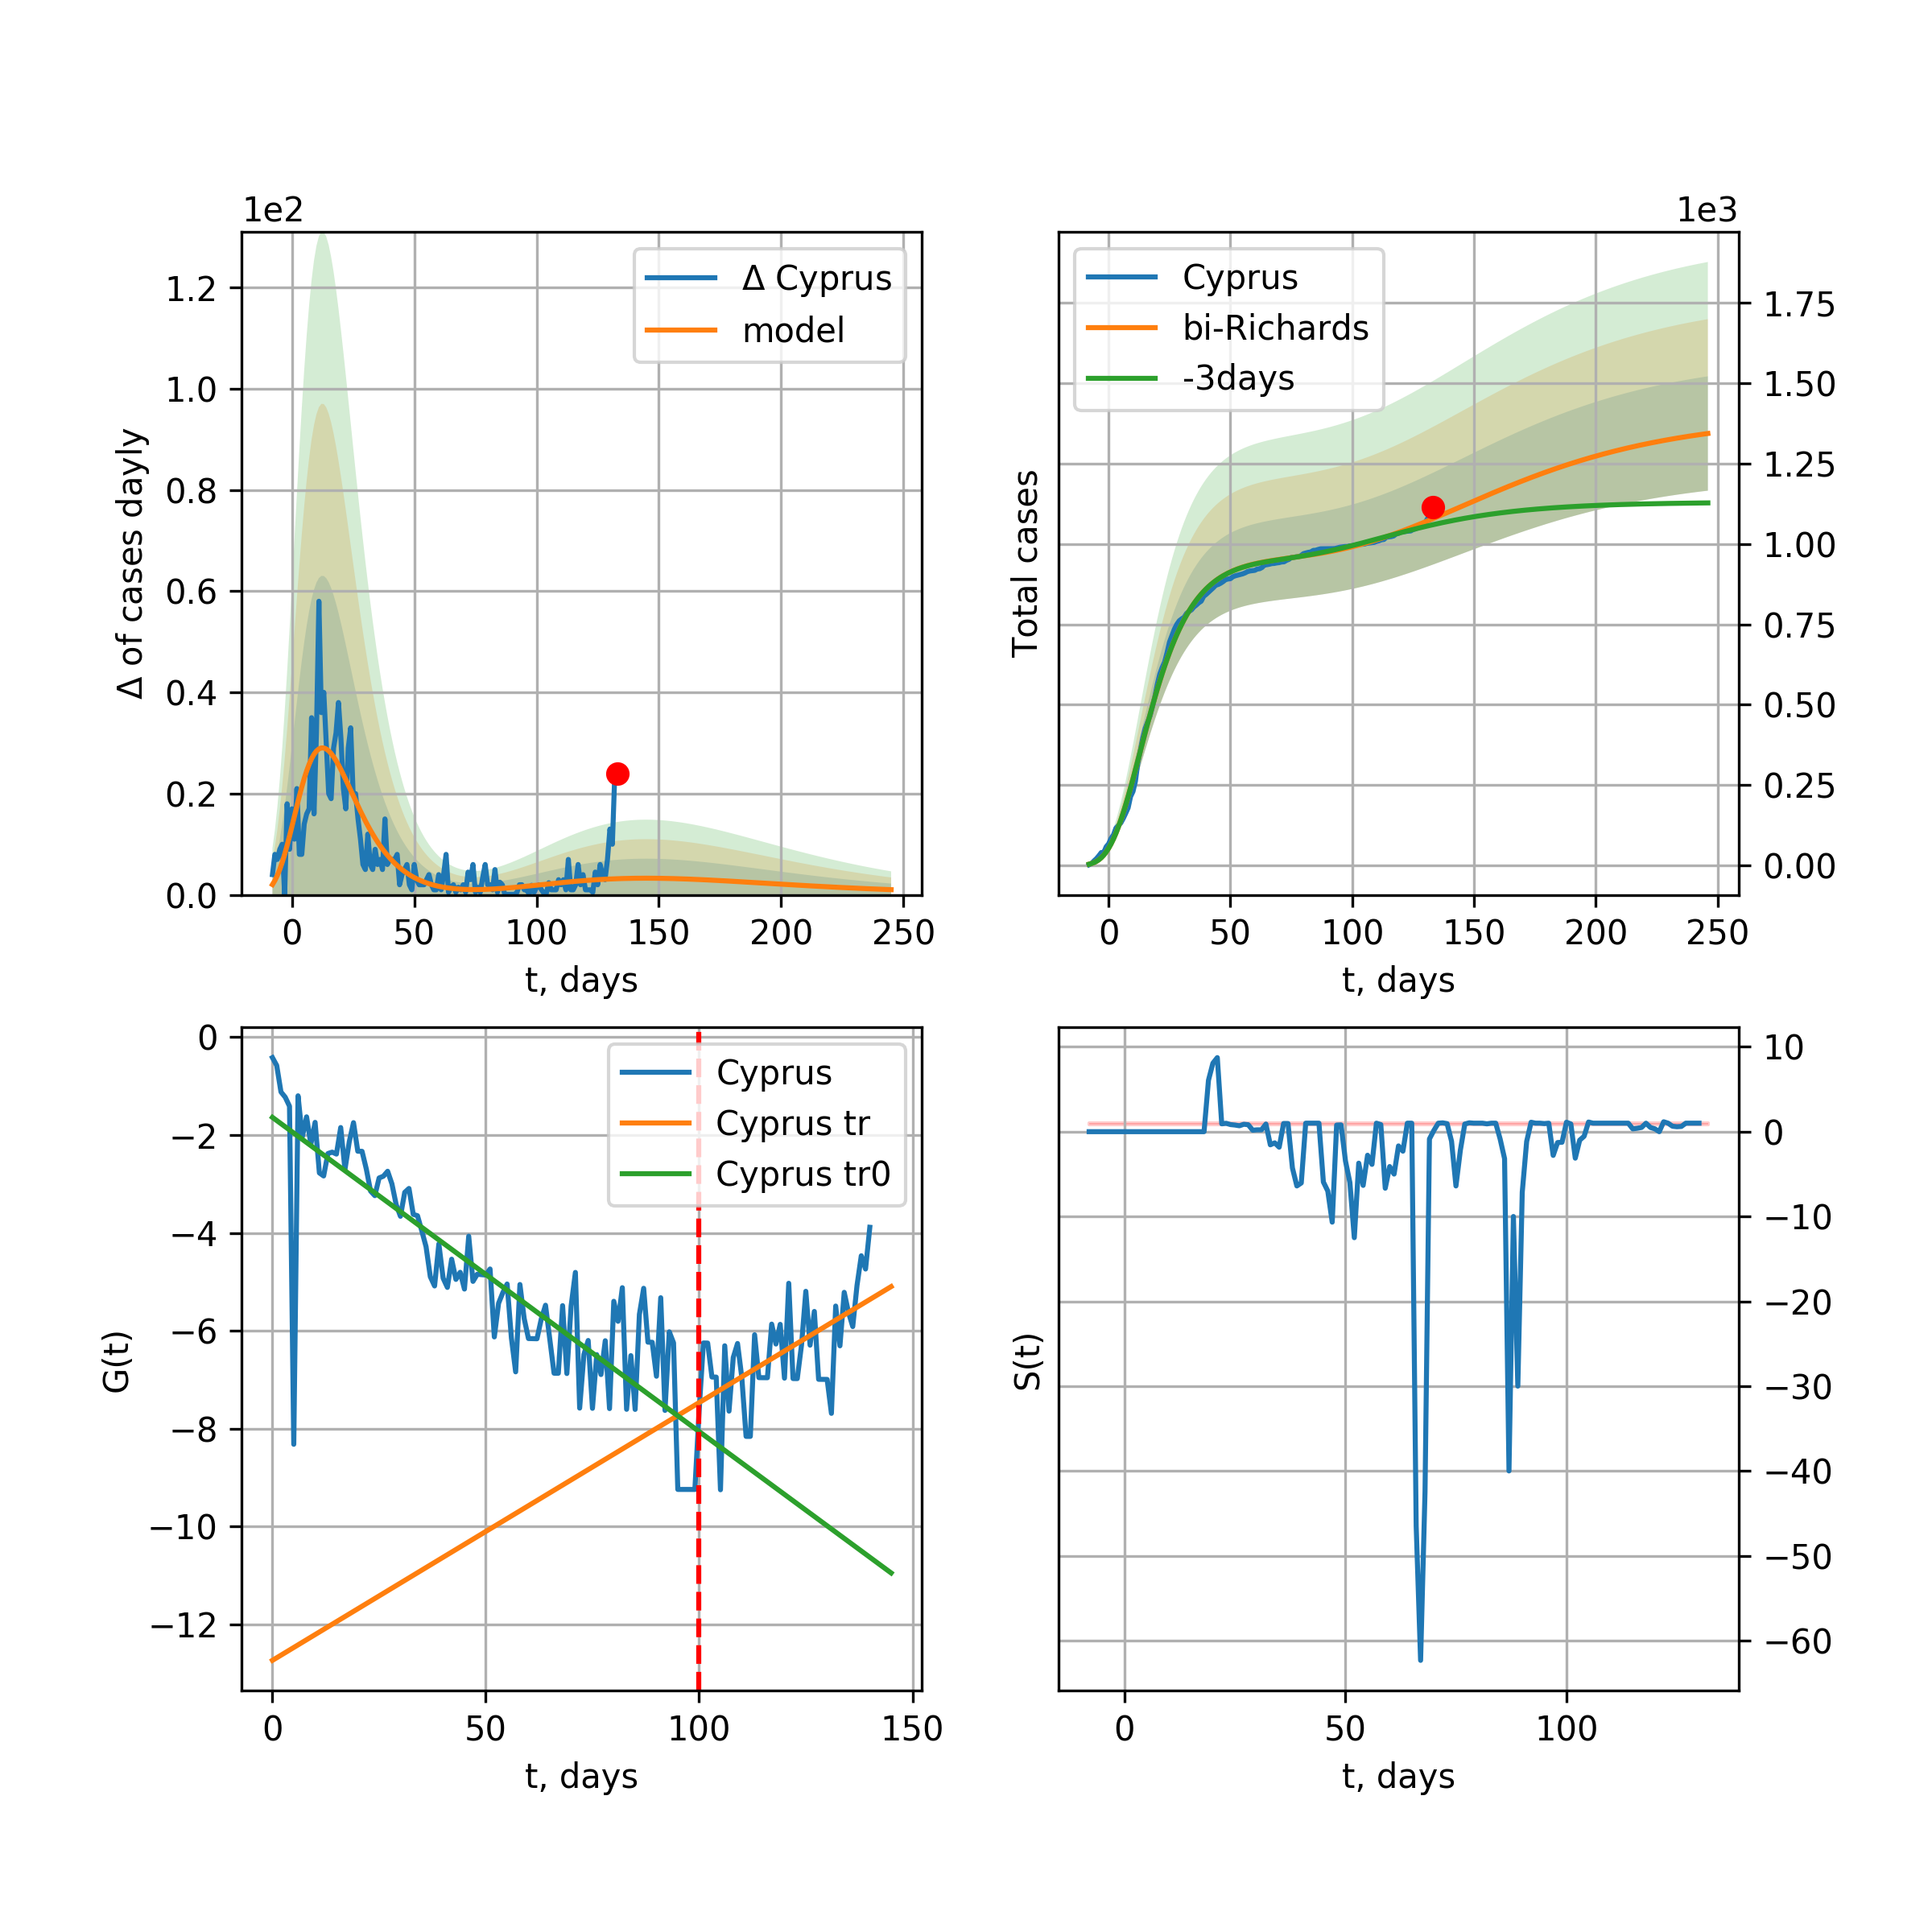 1e2
Δ of cases dayly
1.2
1.0
0.8
0.6
0.4
0.2
0.0
0 50 100 150 200 250
t, days
Δ Cyprus
model
1e3
Total cases
Cyprus
bi-Richards
-3days
1.75
1.50
1.25
1.00
0.75
0.50
0.25
0.00
0 50 100 150 200 250
t, days
G(t)
0
−2
−4
−6
−8
−10
−12
0 50 100 150
t, days
Cyprus
Cyprus tr
Cyprus tr0
S(t)
10
0
−10
−20
−30
−40
−50
−60
0 50 100
t, days